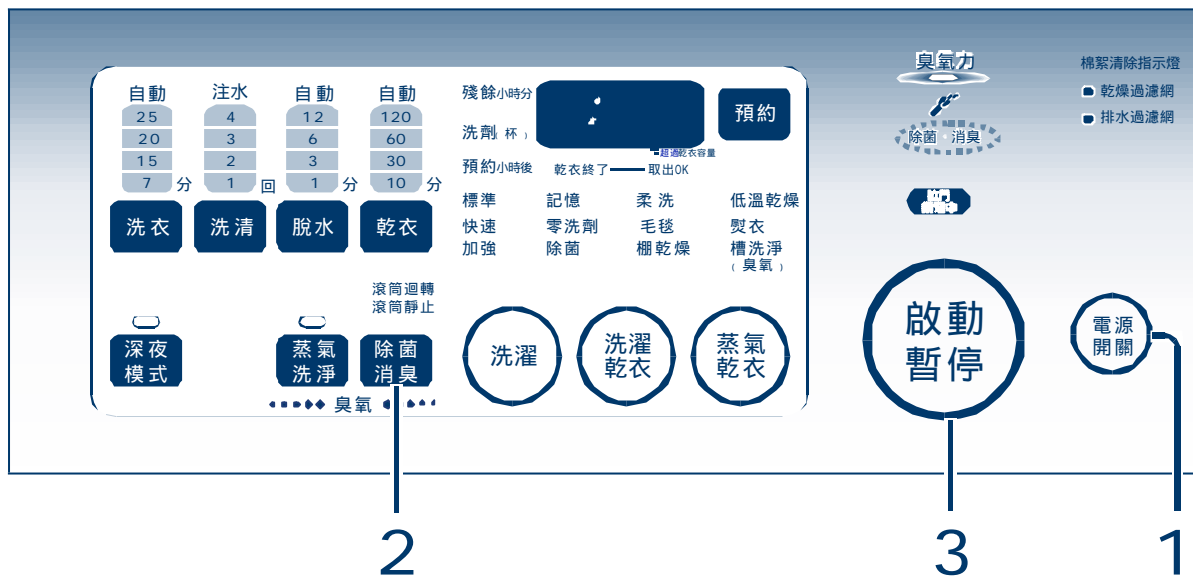 臭氧力
棉絮清除指示燈
乾燥過濾網
排水過濾網
除菌・消臭
自動 注水 自動 自動
25 4 12 120
20 3 6 60
15 2 3 30
7 分 1 回 1 分 10 分
洗衣 洗清 脫水 乾衣
殘餘小時分
洗劑(杯)
預約小時後
預約
超過乾衣容量
乾衣終了 取出OK
標準 記憶 柔洗 低溫乾燥
快速 零洗劑 毛毯 熨衣
加強 除菌 棚乾燥 槽洗淨
(臭氧)
滾筒迴轉
滾筒靜止
深夜
模式
蒸氣
洗淨
除菌
消臭
臭氧
洗濯
洗濯
乾衣
蒸氣
乾衣
啟動
暫停
電源
開關
2 3 1